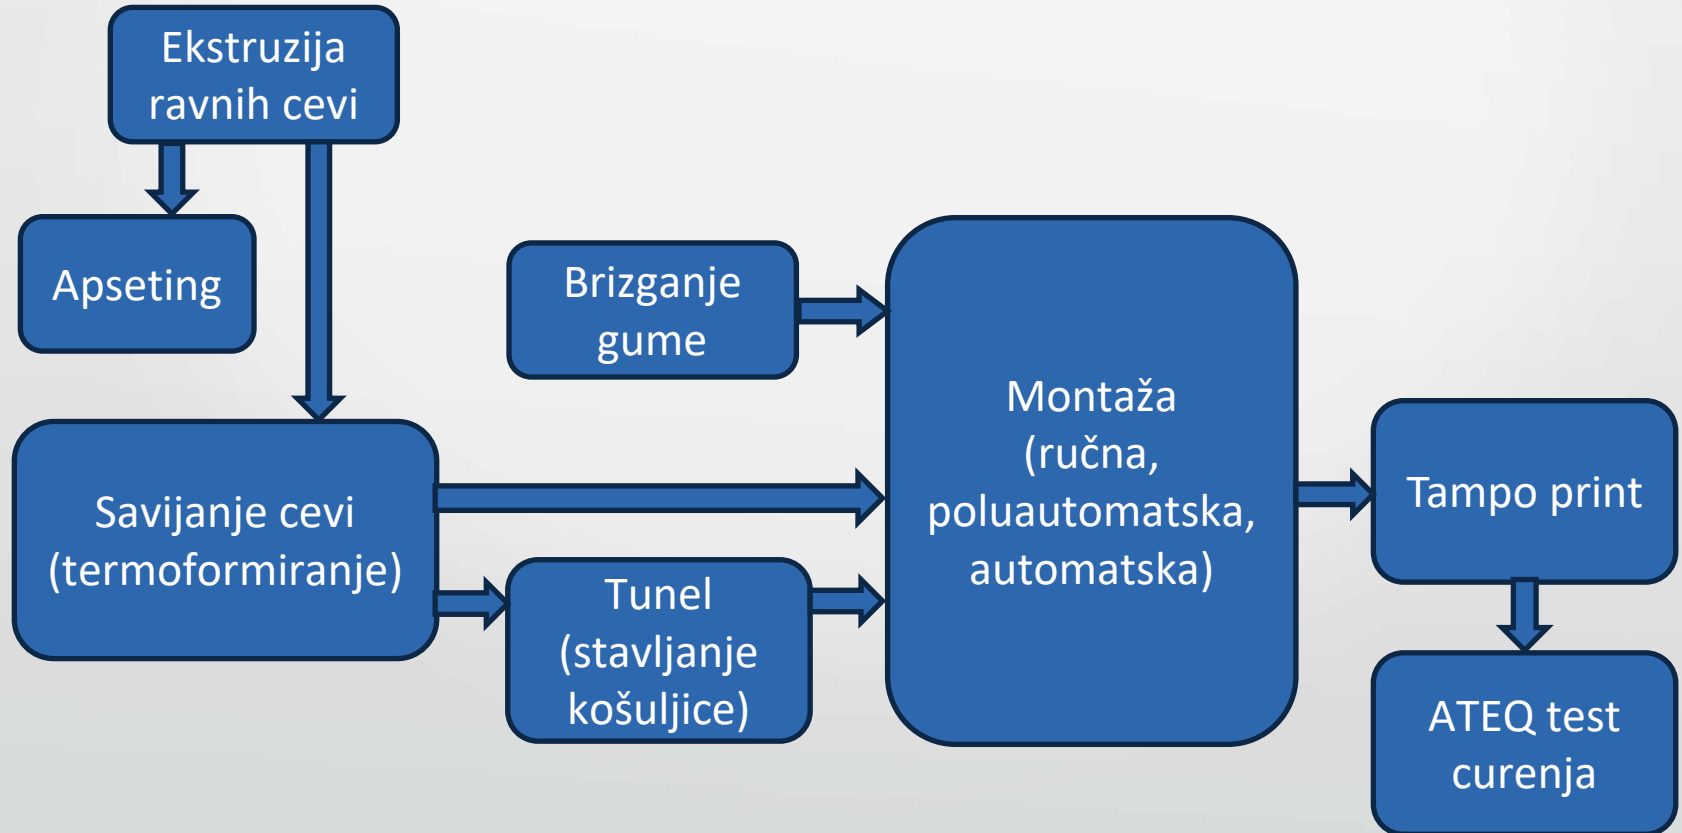 Ekstruzija
ravnih cevi
Apseting
Brizganje
gume
Savijanje cevi
(termoformiranje)
Tunel
(stavljanje
košuljice)
Montaža
(ručna,
poluautomatska,
automatska)
Tampo print
ATEQ test
curenja